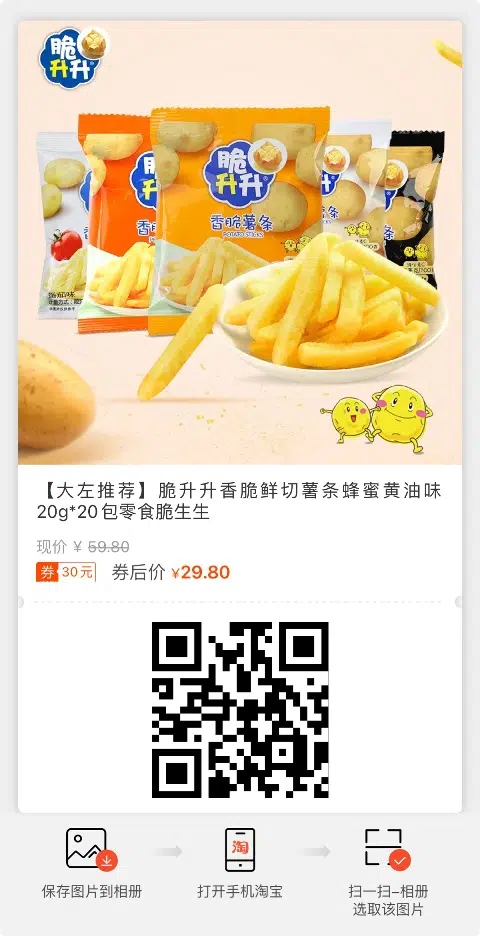 脆
升升
脆
升升
香脆薯条
POTATO STICKS
【大左推荐】脆升升香脆鲜切薯条蜂蜜黄油味
20g*20包零食脆生生
现价 ¥ 59.80
券 30元 券后价 ¥29.80
淘
保存图片到相册
打开手机淘宝
扫一扫-相册
选取该图片